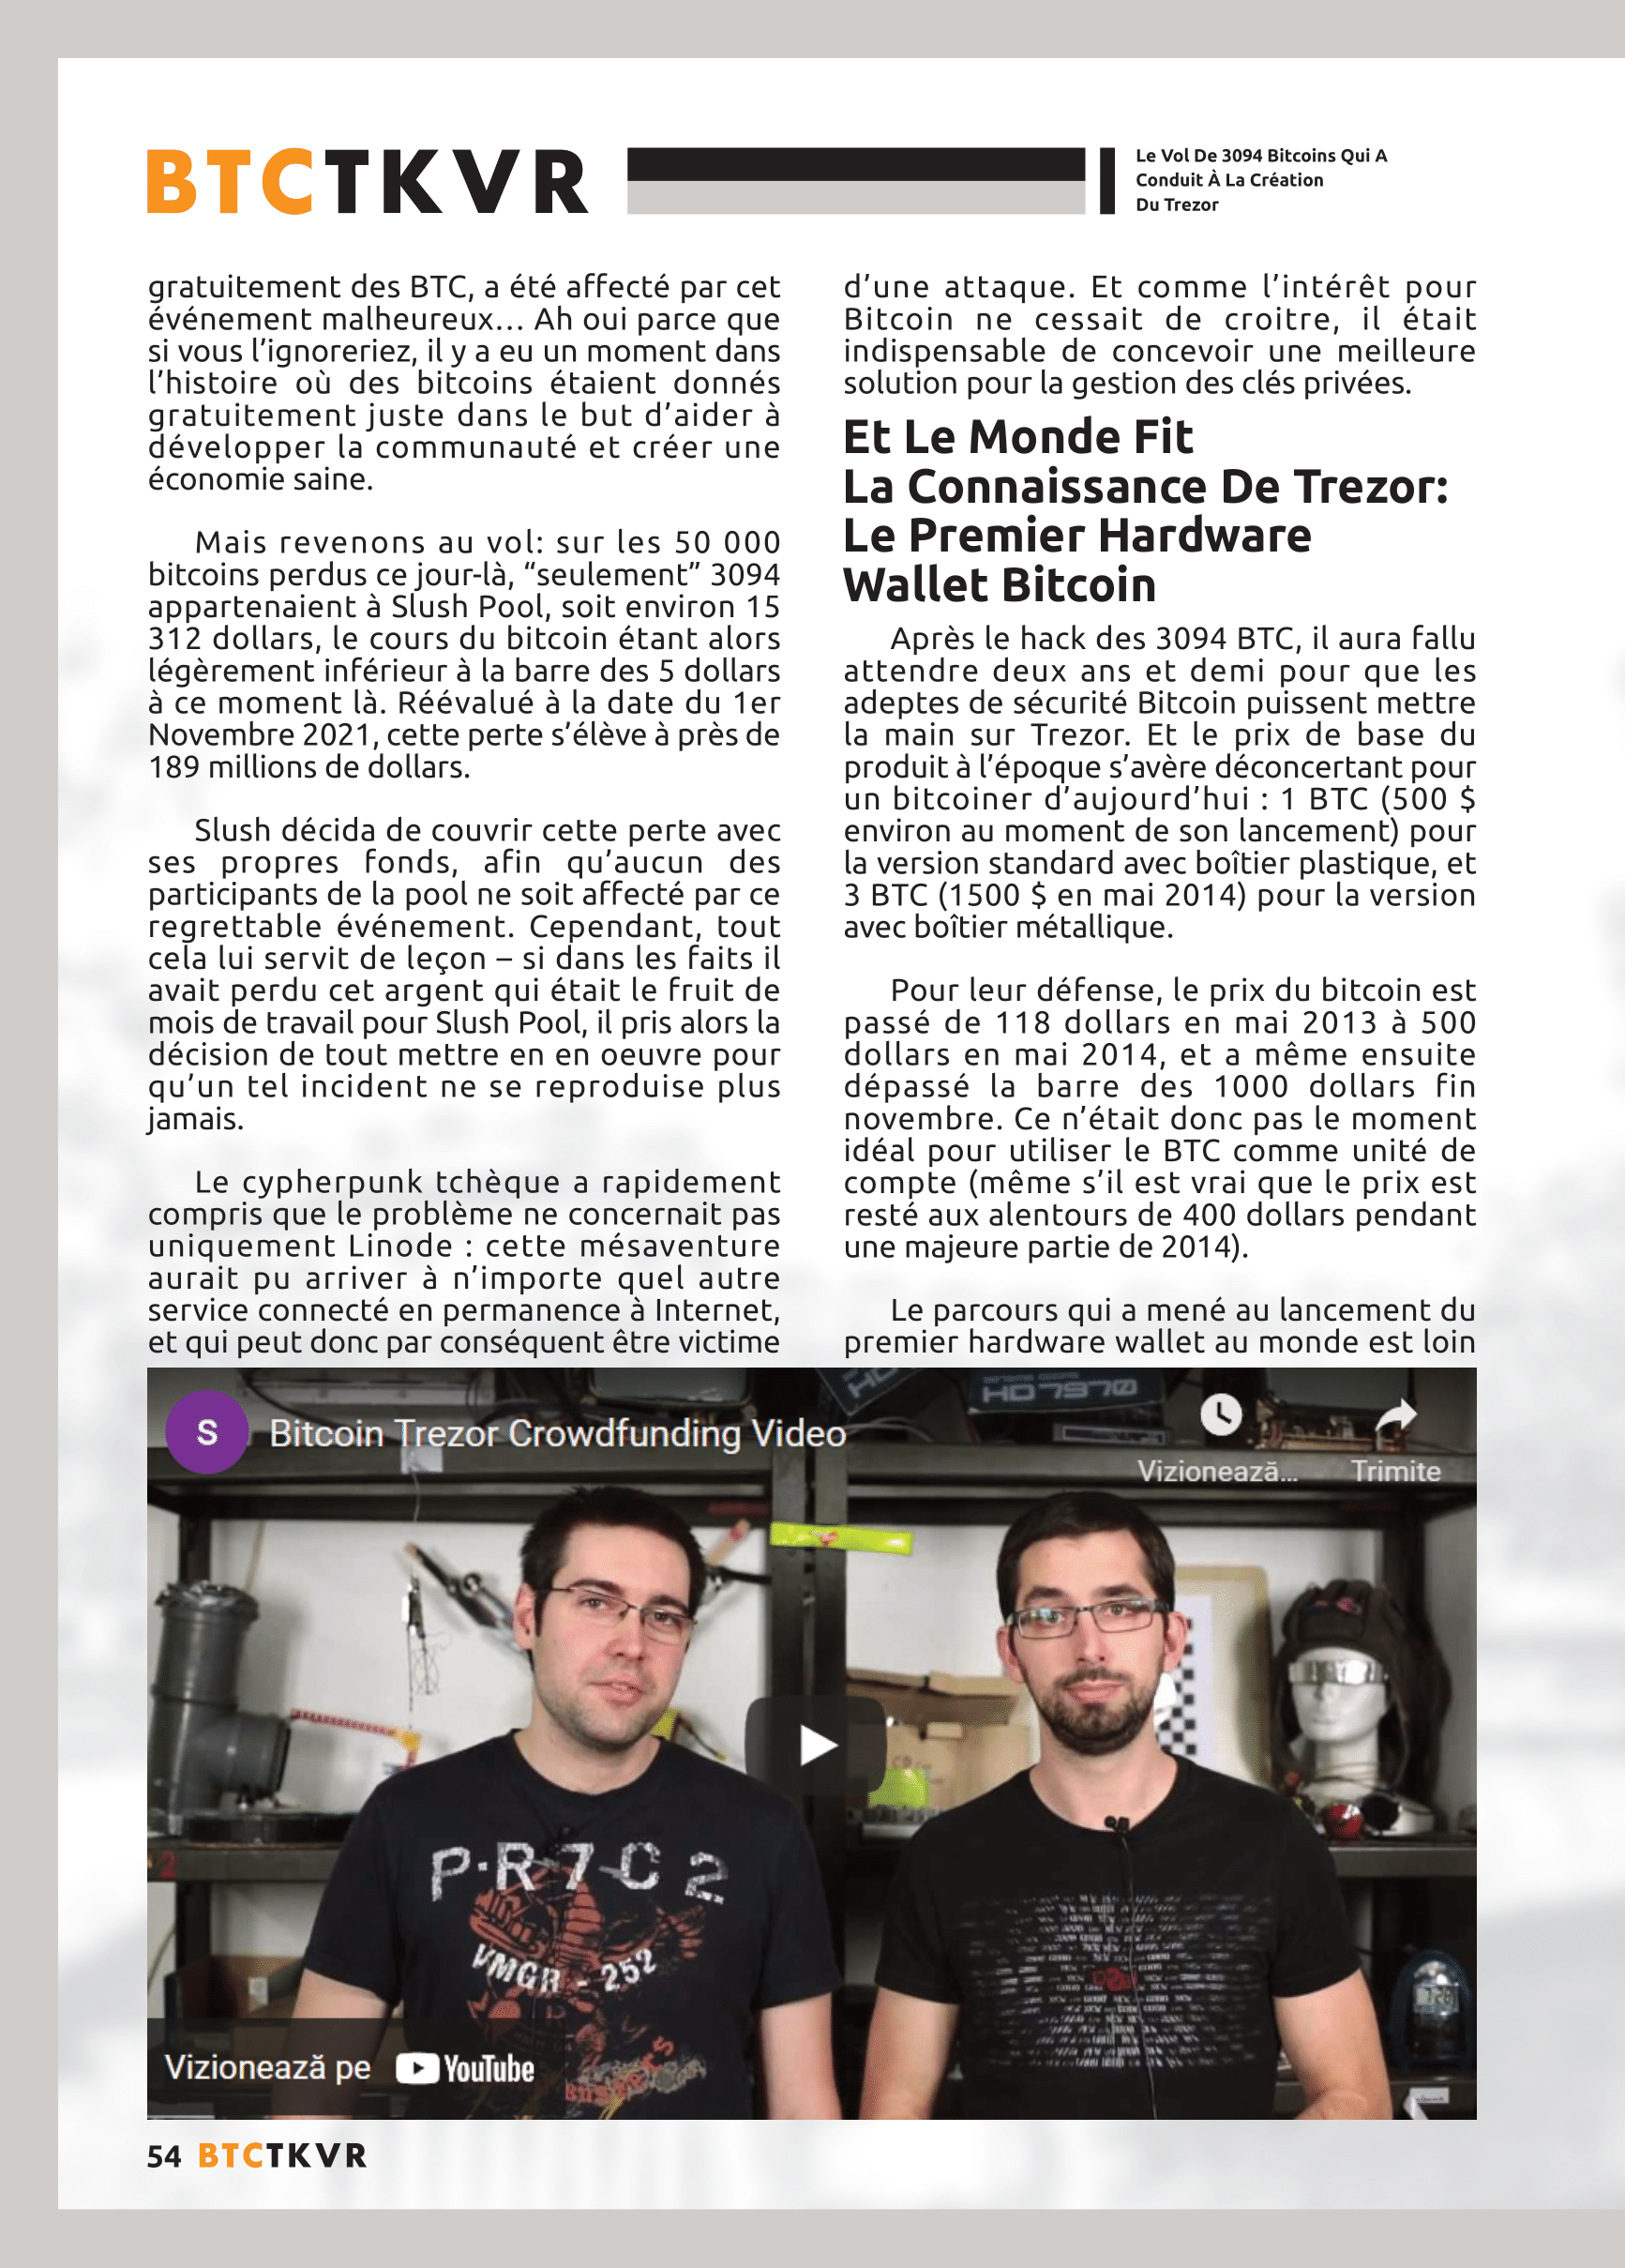 BTCTKVR
Le Vol De 3094 Bitcoins Qui A
Conduit À La Création
Du Trezor
gratuitement des BTC, a été affecté par cet
événement malheureux… Ah oui parce que
si vous l’ignoreriez, il y a eu un moment dans
l’histoire où des bitcoins étaient donnés
gratuitement juste dans le but d’aider à
développer la communauté et créer une
économie saine.
Mais revenons au vol: sur les 50 000
bitcoins perdus ce jour-là, “seulement” 3094
appartenaient à Slush Pool, soit environ 15
312 dollars, le cours du bitcoin étant alors
légèrement inférieur à la barre des 5 dollars
à ce moment là. Réévalué à la date du 1er
Novembre 2021, cette perte s’élève à près de
189 millions de dollars.
Slush décida de couvrir cette perte avec
ses propres fonds, afin qu’aucun des
participants de la pool ne soit affecté par ce
regrettable événement. Cependant, tout
cela lui servit de leçon – si dans les faits il
avait perdu cet argent qui était le fruit de
mois de travail pour Slush Pool, il pris alors la
décision de tout mettre en en oeuvre pour
qu’un tel incident ne se reproduise plus
jamais.
Le cypherpunk tchèque a rapidement
compris que le problème ne concernait pas
uniquement Linode : cette mésaventure
aurait pu arriver à n’importe quel autre
service connecté en permanence à Internet,
et qui peut donc par conséquent être victime
d’une attaque. Et comme l’intérêt pour
Bitcoin ne cessait de croitre, il était
indispensable de concevoir une meilleure
solution pour la gestion des clés privées.
Et Le Monde Fit
La Connaissance De Trezor:
Le Premier Hardware
Wallet Bitcoin
Après le hack des 3094 BTC, il aura fallu
attendre deux ans et demi pour que les
adeptes de sécurité Bitcoin puissent mettre
la main sur Trezor. Et le prix de base du
produit à l’époque s’avère déconcertant pour
un bitcoiner d’aujourd’hui : 1 BTC (500 $
environ au moment de son lancement) pour
la version standard avec boîtier plastique, et
3 BTC (1500 $ en mai 2014) pour la version
avec boîtier métallique.
Pour leur défense, le prix du bitcoin est
passé de 118 dollars en mai 2013 à 500
dollars en mai 2014, et a même ensuite
dépassé la barre des 1000 dollars fin
novembre. Ce n’était donc pas le moment
idéal pour utiliser le BTC comme unité de
compte (même s’il est vrai que le prix est
resté aux alentours de 400 dollars pendant
une majeure partie de 2014).
Le parcours qui a mené au lancement du
premier hardware wallet au monde est loin
HD 7970
S
Bitcoin Trezor Crowdfunding Video
Vizionează...
Trimite
P·R·7·C 2
VMGR - 252
Vizionează pe YouTube
54 BTCTKVR